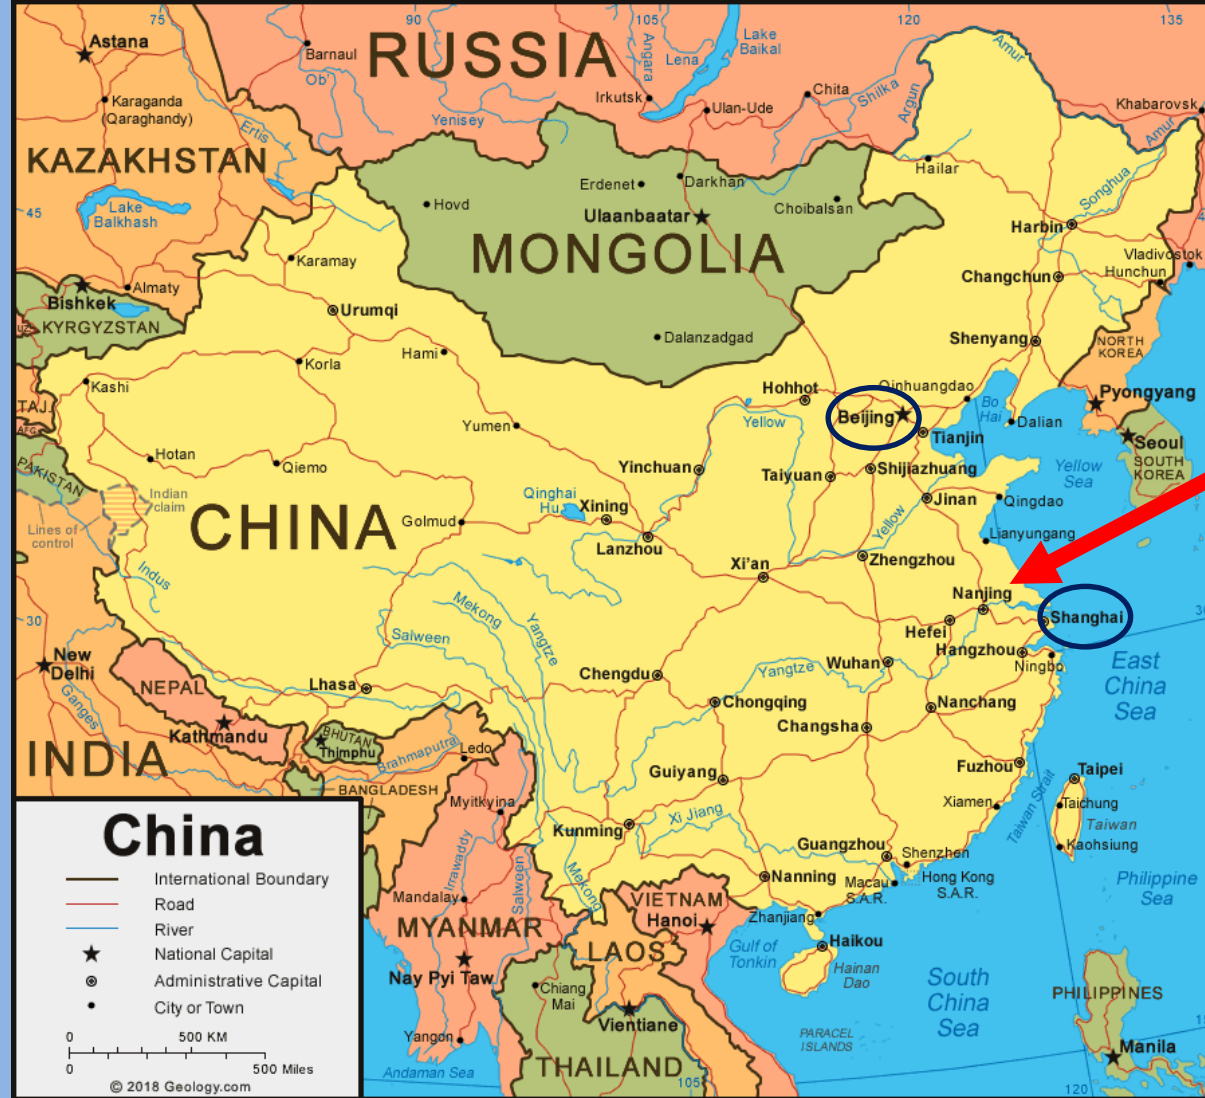 75
90
105
120
135
Astana
Barnaul
RUSSIA
Angara
Lena
Lake
Baikal
Amur
Ob'
Karaganda
(Qaraghandy)
Irkutsk
Ulan-Ude
Chita
Shilka
Argun
Khabarovsk
Yenisey
Ertis
Amur
KAZAKHSTAN
Hailar
Erdenet
Darkhan
Songhua
45
Lake
Balkhash
Hovd
Ulaanbaatar
Choibalsan
Harbin
MONGOLIA
Vladivostok
Karamay
Changchun
Hunchun
Almaty
Bishkek
Urumqi
KYRGYZSTAN
Dalanzadgad
Shenyang
NORTH
KOREA
Hami
Korla
Kashi
Hohhot
Qinhuangdao
Pyongyang
TAJ.
Bo
Hai
Beijing
Yellow
Dalian
AFG.
Yumen
Tianjin
Seoul
Hotan
Qiemo
Yinchuan
Taiyuan
Shijiazhuang
Yellow
Sea
SOUTH
KOREA
PAKISTAN
Indian
claim
Qinghai
Hu.
Xining
Jinan
Qingdao
CHINA
Golmud
Yellow
Lines of
control
Lanzhou
Lianyungang
Xi'an
Zhengzhou
Indus
Nanjing
Mekong
30
Salween
Yangtze
Hefei
Shanghai
Hangzhou
New
Delhi
Wuhan
Ningbo
East
China
Sea
NEPAL
Lhasa
Chengdu
Yangtze
Ganges
Chongqing
Nanchang
Kathmandu
BHUTAN
Thimphu
Changsha
INDIA
Brahmaputra
Ledo
Guiyang
Fuzhou
Taipei
BANGLADESH
Myitkyina
Xiamen
Taiwan Strait
Taichung
Taiwan
Xi Jiang
Kunming
Kaohsiung
Guangzhou
Shenzhen
Irrawaddy
Salween
Mekong
Nanning
Macau
S.A.R.
Hong Kong
S.A.R.
Philippine
Sea
Mandalay
VIETNAM
Hanoi
Zhanjiang
MYANMAR
LAOS
Gulf of
Tonkin
Haikou
Hainan
Dao
Nay Pyi Taw
Chiang
Mai
South
China
Sea
PHILIPPINES
Vientiane
Yangon
PARACEL
ISLANDS
Manila
THAILAND
Andaman Sea
105
120
China
International Boundary
Road
River
National Capital
Administrative Capital
City or Town
0 500 KM
0 500 Miles
© 2018 Geology.com